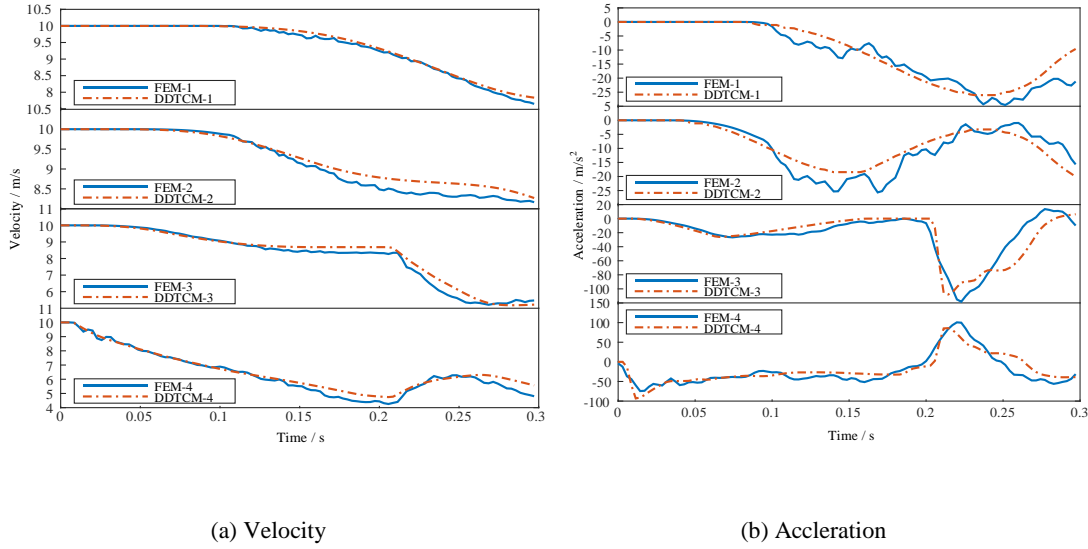 10.5
10
9.5
9
8.5
8
10.5
FEM-1
DDTCM-1
10
9.5
8.5
11
FEM-2
DDTCM-2
10
9
8
6
11
FEM-3
DDTCM-3
10
9
8
7
6
5
4
FEM-4
DDTCM-4
0
0.05
0.1
0.15
0.2
0.25
0.3
Velocity / m/s
Time / s
(a) Velocity
5
0
-5
-10
-15
-20
-25
5
FEM-1
DDTCM-1
0
-5
-10
-15
-20
-25
20
FEM-2
DDTCM-2
0
-20
-40
-60
-80
-100
150
FEM-3
DDTCM-3
100
50
0
-50
-100
FEM-4
DDTCM-4
0
0.05
0.1
0.15
0.2
0.25
0.3
Acceleration / m/s²
Time / s
(b) Accleration